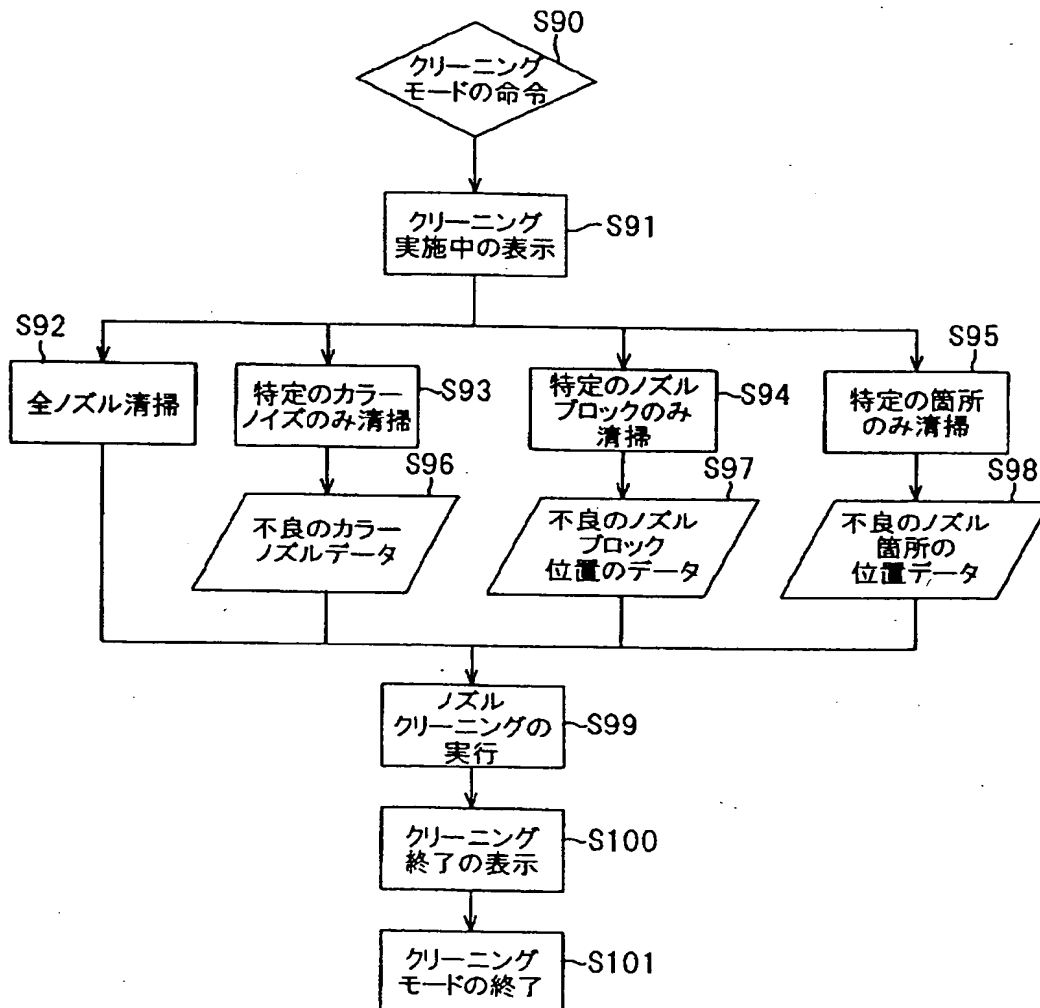 S90
クリーニング
モードの命令
クリーニング
実施中の表示
S91
S92
全ノズル清掃
特定のカラー
ノイズのみ清掃
S93
特定のノズル
ブロックのみ
清掃
S94
S95
特定の箇所
のみ清掃
S96
不良のカラー
ノズルデータ
S97
不良のノズル
ブロック
位置のデータ
S98
不良のノズル
箇所の
位置データ
ノズル
クリーニングの
実行
S99
クリーニング
終了の表示
S100
クリーニング
モードの終了
S101